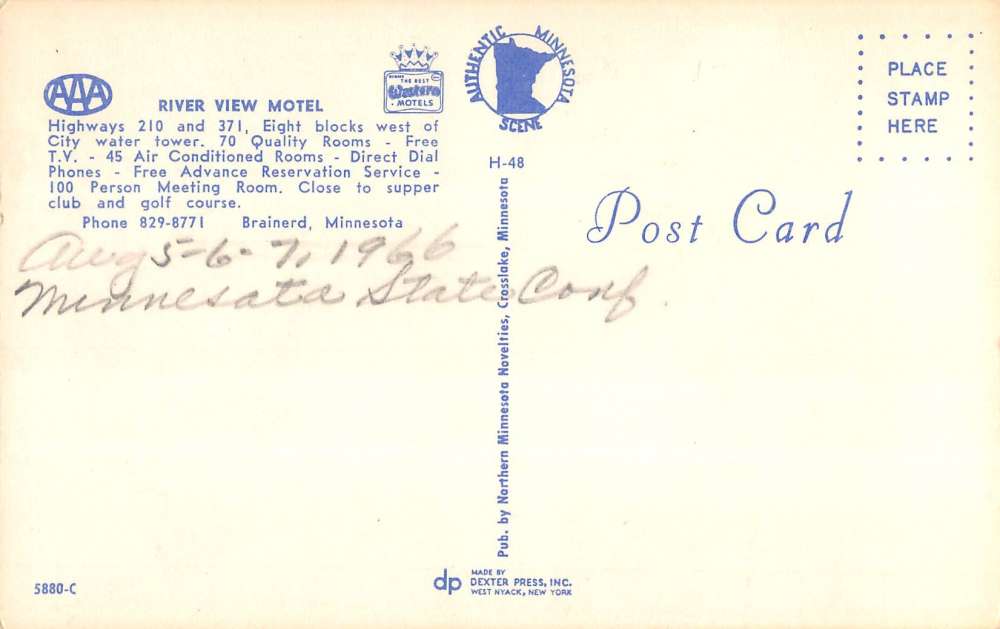 AAA
RIVER VIEW MOTEL
Highways 210 and 371, Eight blocks west of
City water tower. 70 Quality Rooms - Free
T.V. - 45 Air Conditioned Rooms - Direct Dial
Phones - Free Advance Reservation Service -
100 Person Meeting Room. Close to supper
club and golf course.
Phone 829-8771 Brainerd, Minnesota
THE BEST
Western
MOTELS
AUTHENTIC MINNESOTA
SCENE
H-48
PLACE
STAMP
HERE
Post Card
Aug 5-6-7, 1966
Minnesota State Conf.
Pub. by Northern Minnesota Novelties, Crosslake, Minnesota
5880-C
dp
MADE BY
DEXTER PRESS, INC.
WEST NYACK, NEW YORK